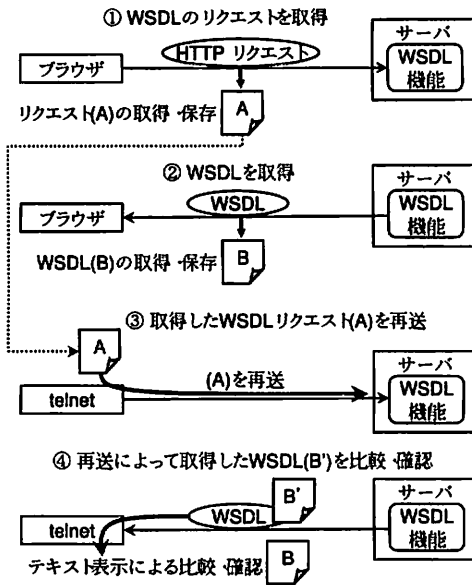 ① WSDLのリクエストを取得
HTTP リクエスト
サーバ
WSDL
機能
ブラウザ
リクエスト(A)の取得・保存
A
② WSDLを取得
サーバ
WSDL
WSDL
機能
ブラウザ
WSDL(B)の取得・保存
B
③ 取得したWSDLリクエスト(A)を再送
A
サーバ
(A)を再送
WSDL
機能
telnet
④ 再送によって取得したWSDL(B')を比較・確認
B'
サーバ
WSDL
WSDL
機能
telnet
テキスト表示による比較・確認
B